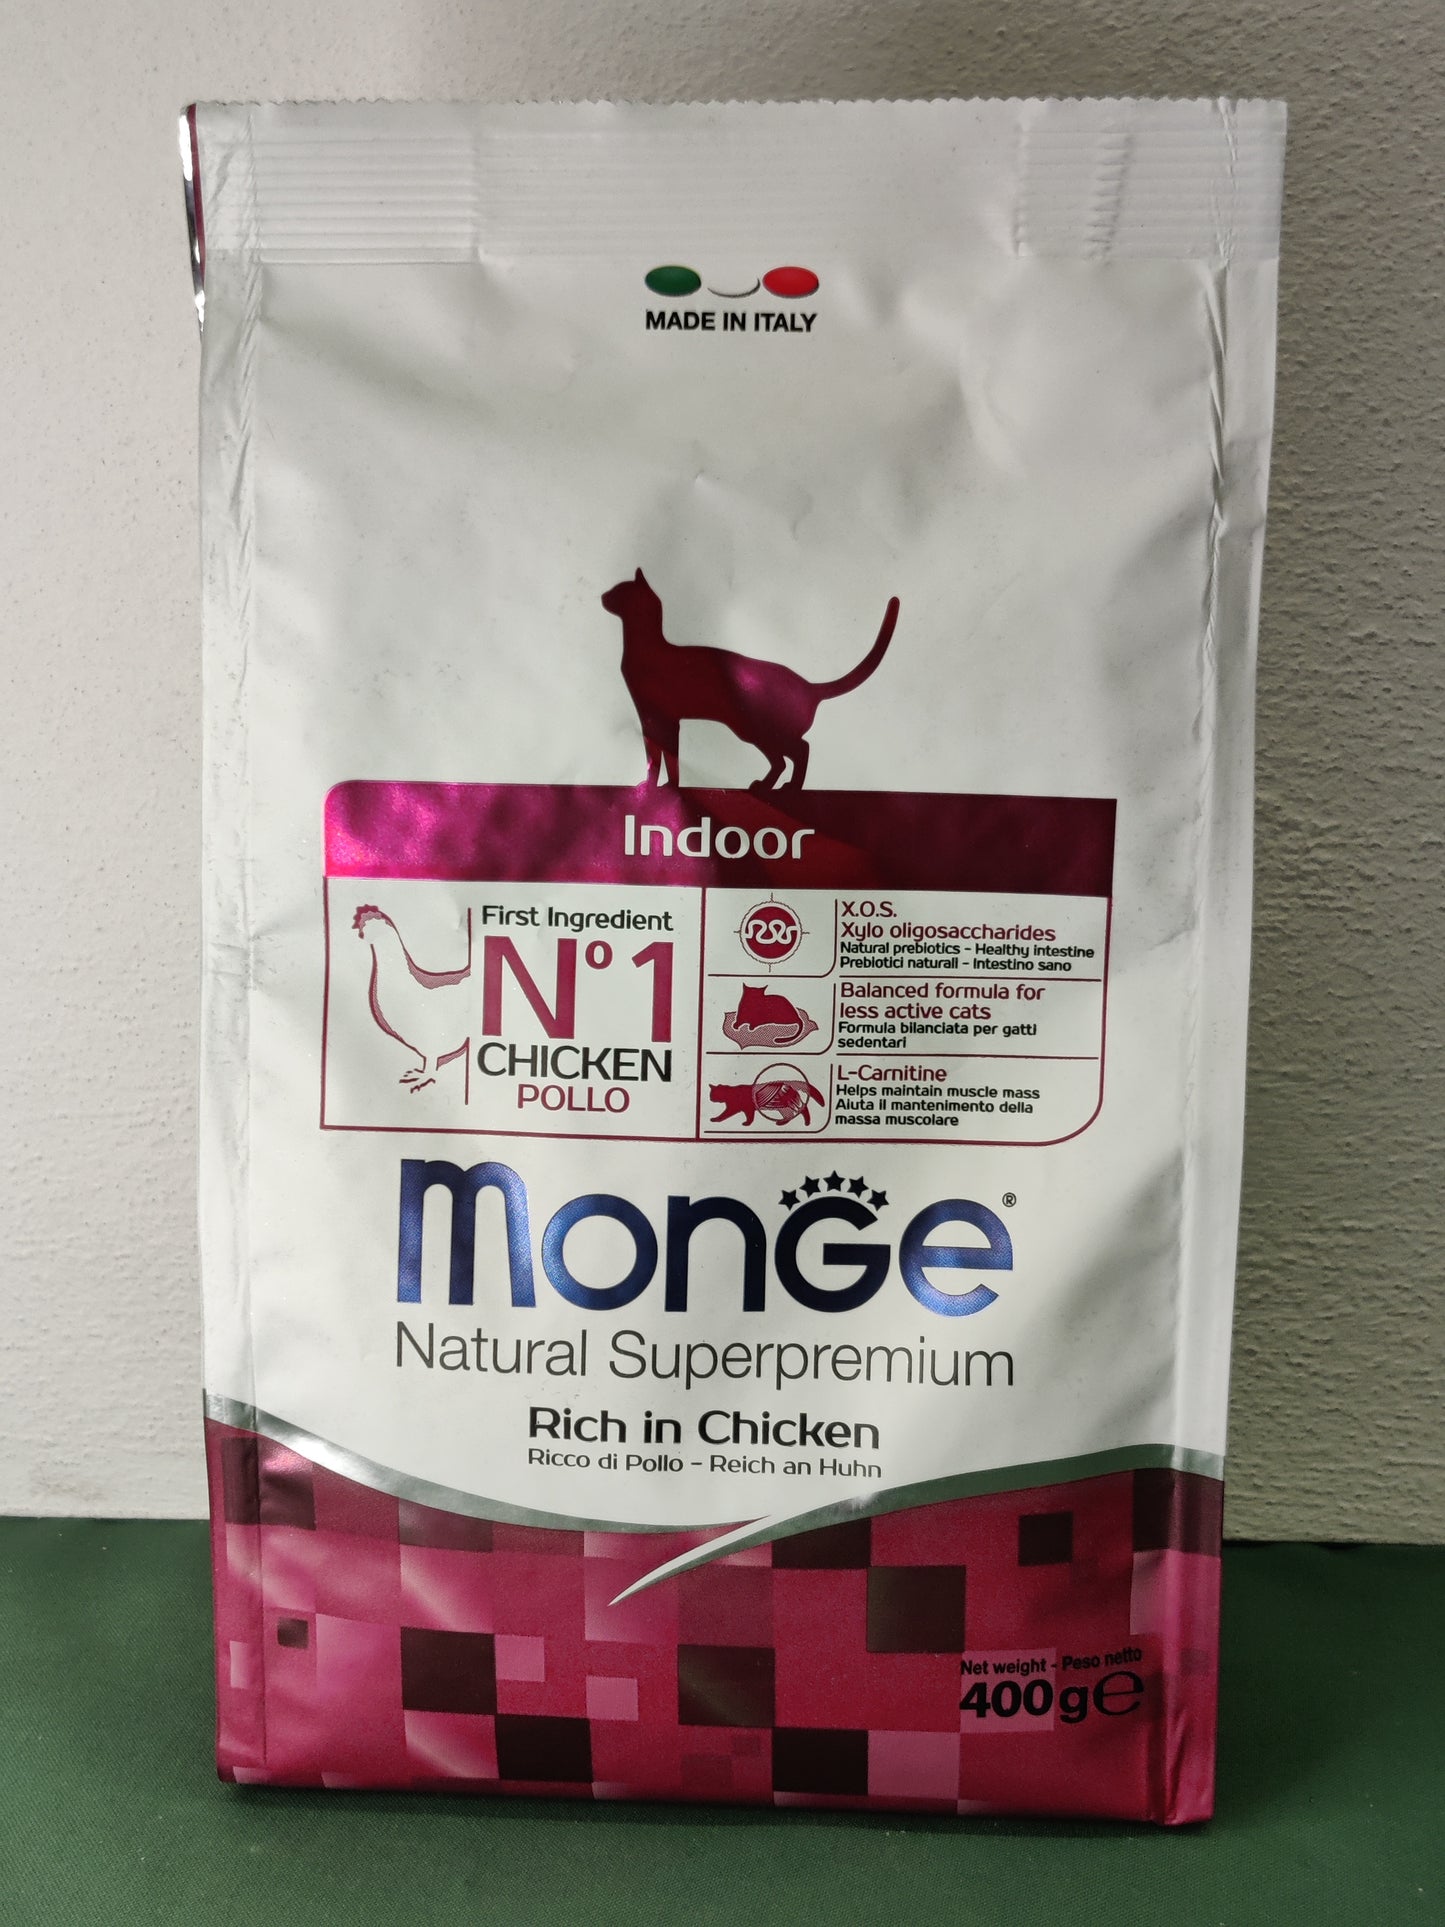 MADE IN ITALY
Indoor
First Ingredient
N° 1
CHICKEN
POLLO
X.O.S.
Xylo oligosaccharides
Natural prebiotics - Healthy intestine
Prebiotici naturali - Intestino sano
Balanced formula for
less active cats
Formula bilanciata per gatti
sedentari
L-Carnitine
Helps maintain muscle mass
Aiuta il mantenimento della
massa muscolare
monGe®
Natural Superpremium
Rich in Chicken
Ricco di Pollo - Reich an Huhn
Net weight - Peso netto
400g℮